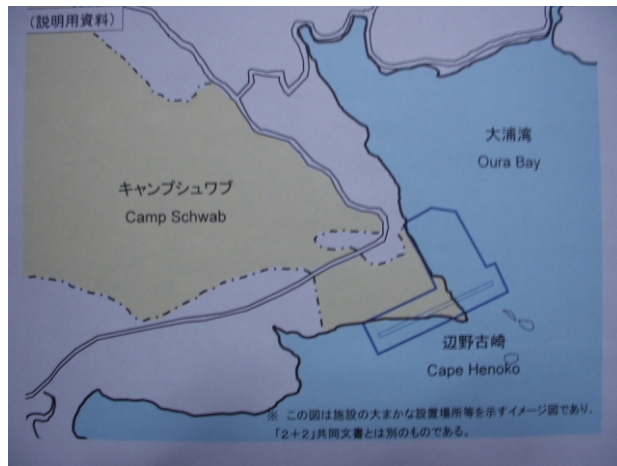 (説明用資料)
大浦湾
Oura Bay
キャンプシュワブ
Camp Schwab
辺野古崎
Cape Henoko
※ この図は施設の大まかな設置場所等を示すイメージ図であり、
「2+2」共同文書とは別のものである。